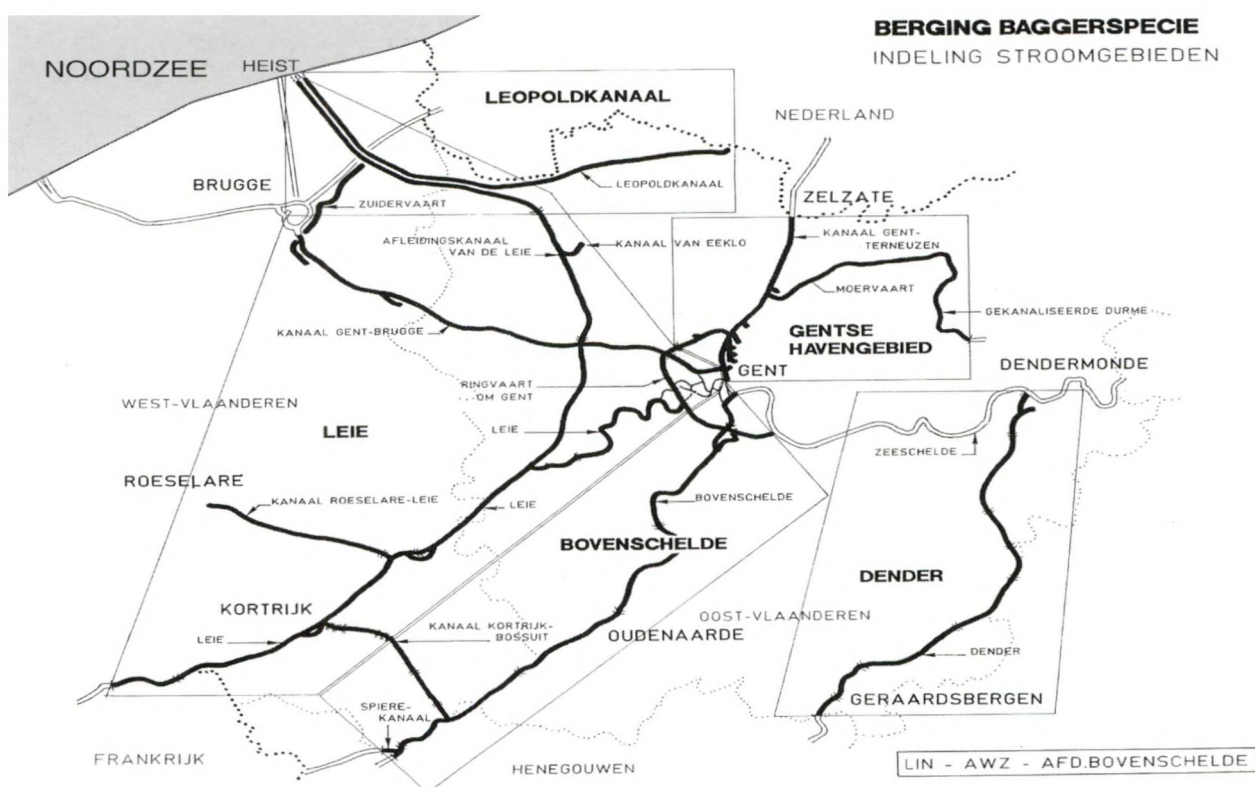 BERGING BAGGERSPECIE
INDELING STROOMGEBIEDEN
NOORDZEE
HEIST
LEOPOLDKANAAL
NEDERLAND
BRUGGE
LEOPOLDKANAAL
ZELZATE
ZUIDERVAART
KANAAL GENT-
TERNEUZEN
AFLEIDINGSKANAAL
VAN DE LEIE
KANAAL VAN EEKLO
MOERVAART
GEKANALISEERDE DURME
KANAAL GENT-BRUGGE
GENTSE
HAVENGEBIED
GENT
DENDERMONDE
RINGVAART
OM GENT
WEST-VLAANDEREN
LEIE
LEIE
ZEESCHELDE
ROESELARE
KANAAL ROESELARE-LEIE
LEIE
BOVENSCHELDE
BOVENSCHELDE
DENDER
KORTRIJK
KANAAL KORTRIJK-
BOSSUIT
OOST-VLAANDEREN
OUDENAARDE
LEIE
DENDER
GERAARDSBERGEN
SPIERE-
KANAAL
FRANKRIJK
HENEGOUWEN
LIN - AWZ - AFD.BOVENSCHELDE